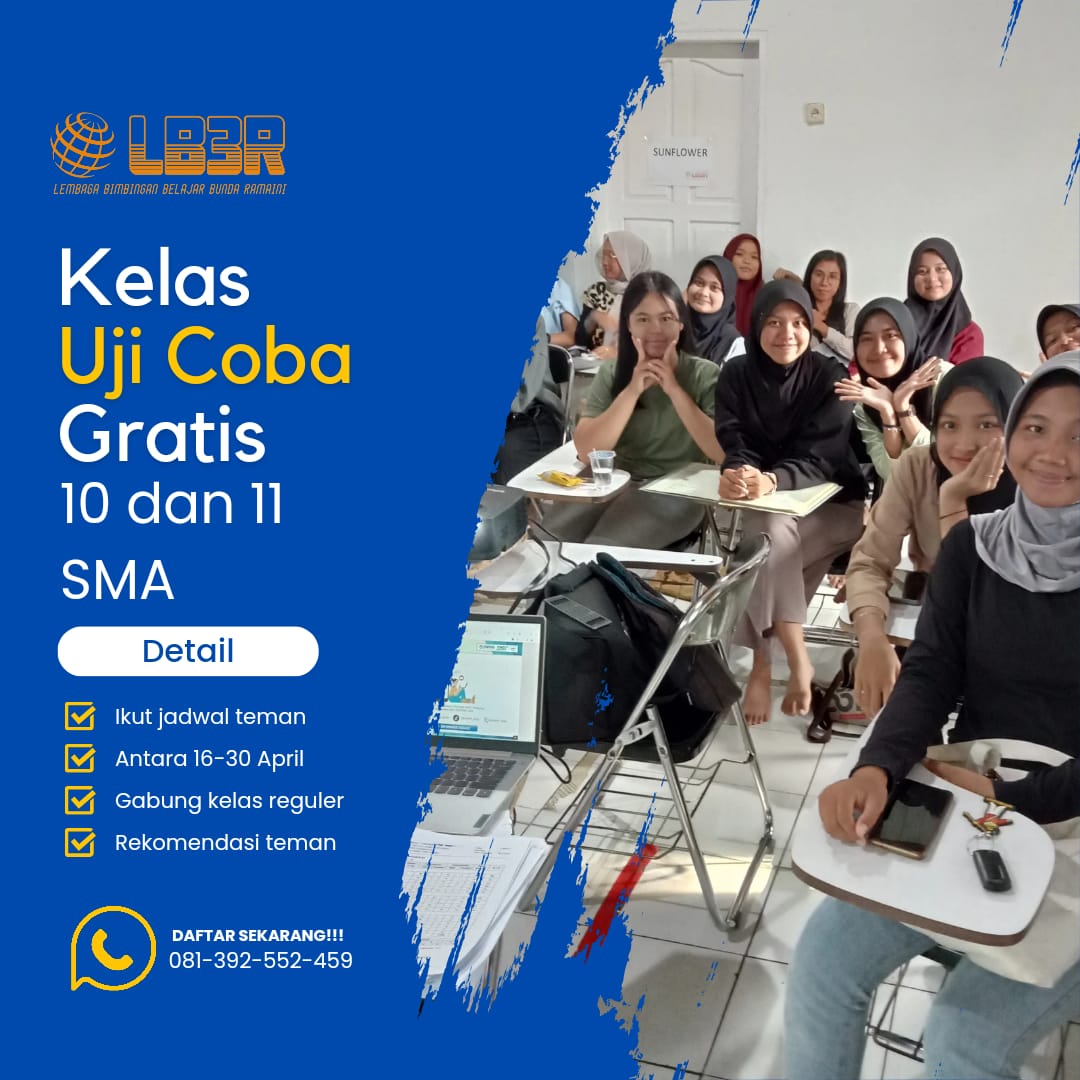 LB3R
LEMBAGA BIMBINGAN BELAJAR BUNDA RAMAINI
Kelas
Uji Coba
Gratis
10 dan 11
SMA
Detail
Ikut jadwal teman
Antara 16-30 April
Gabung kelas reguler
Rekomendasi teman
DAFTAR SEKARANG!!!
081-392-552-459
SUNFLOWER
LB3R